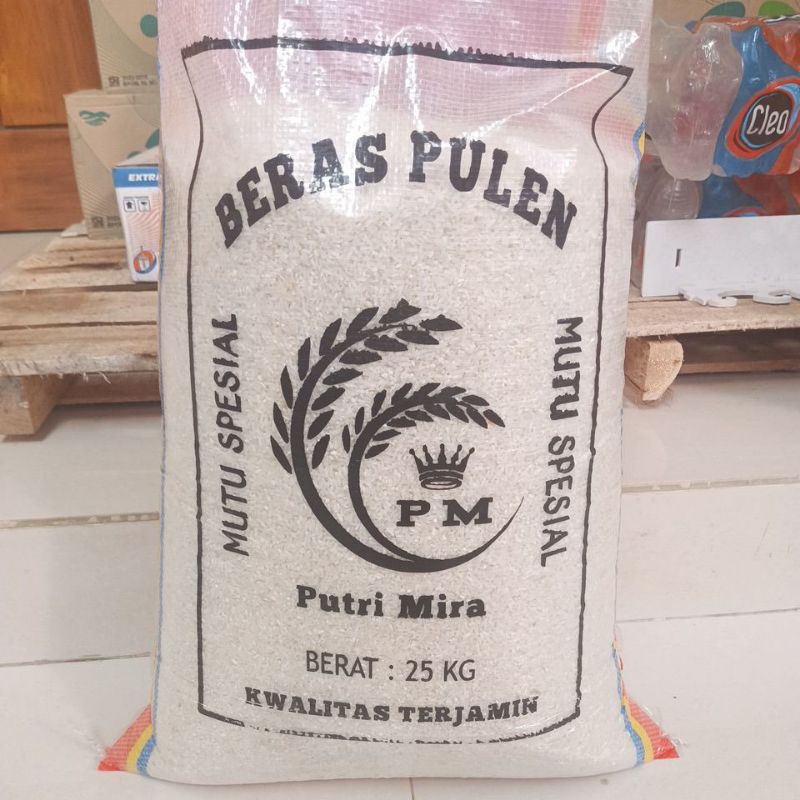 BERAS PULEN
MUTU SPESIAL
MUTU SPESIAL
PM
Putri Mira
BERAT : 25 KG
KWALITAS TERJAMIN
EXTRA
Cleo